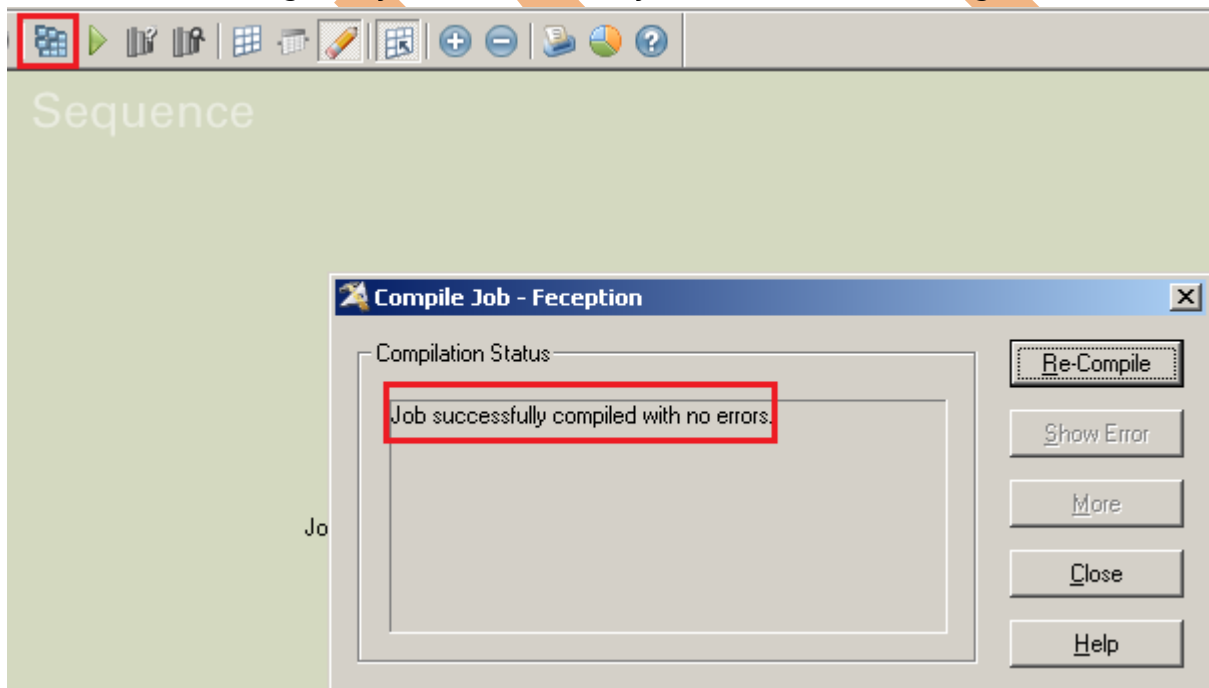 Sequence
Compile Job - Feception
Compilation Status
Re-Compile
Job successfully compiled with no errors.
Show Error
More
Jo
Close
Help